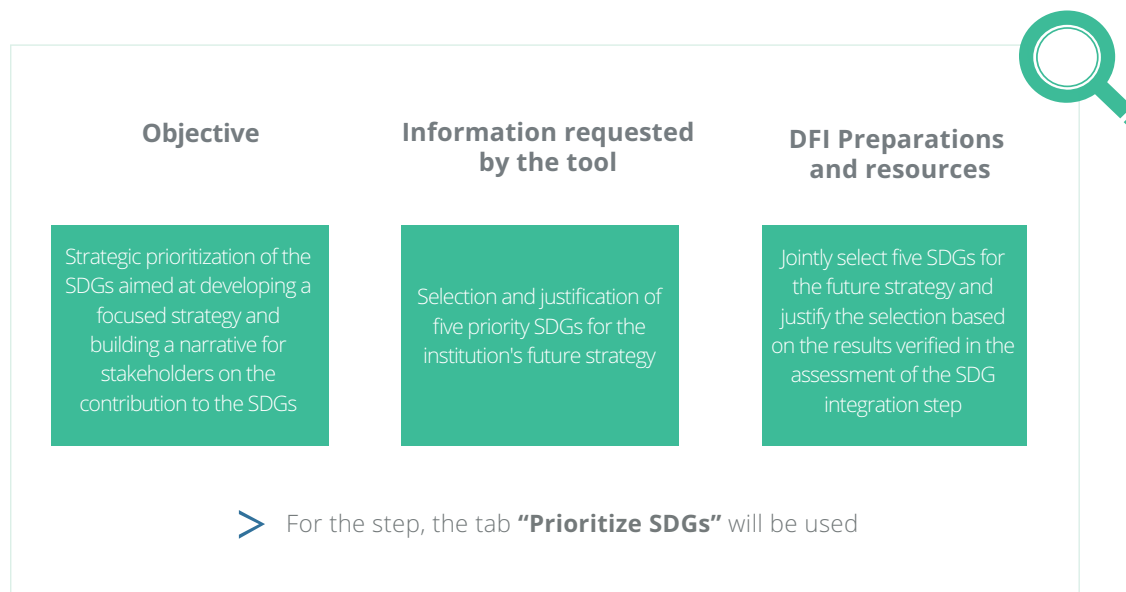 Objective
Strategic prioritization of the
SDGs aimed at developing a
focused strategy and
building a narrative for
stakeholders on the
contribution to the SDGs
Information requested
by the tool
Selection and justification of
five priority SDGs for the
institution's future strategy
DFI Preparations
and resources
Jointly select five SDGs for
the future strategy and
justify the selection based
on the results verified in the
assessment of the SDG
integration step
> For the step, the tab “Prioritize SDGs” will be used